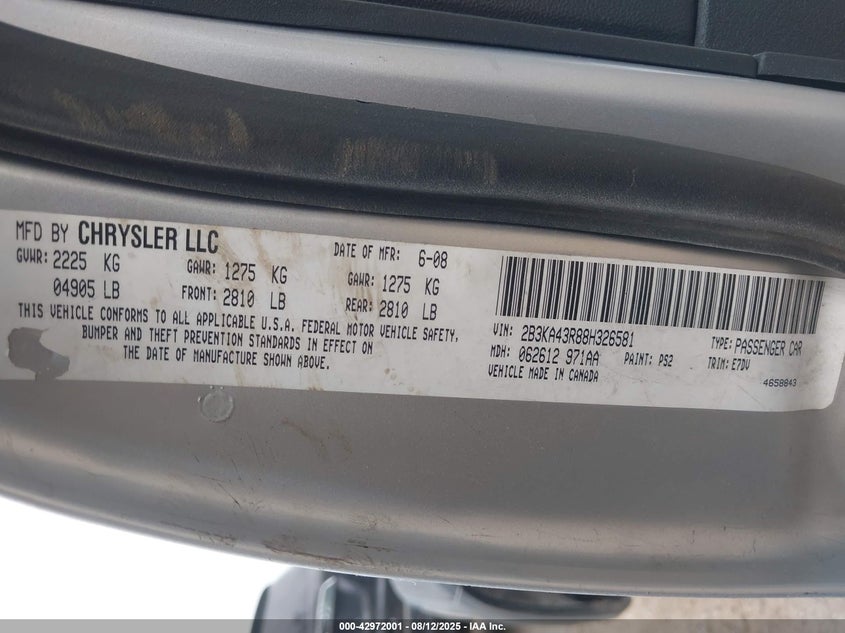 MFD BY CHRYSLER LLC
DATE OF MFR: 6-08
GVWR: 2225 KG
04905 LB
GAWR: 1275 KG
FRONT: 2810 LB
GAWR: 1275 KG
REAR: 2810 LB
THIS VEHICLE CONFORMS TO ALL APPLICABLE U.S.A. FEDERAL MOTOR VEHICLE SAFETY,
BUMPER AND THEFT PREVENTION STANDARDS IN EFFECT ON
THE DATE OF MANUFACTURE SHOWN ABOVE.
VIN: 2B3KA43R88H326581
TYPE: PASSENGER CAR
MDH: 062612 971AA
PAINT: PS2
TRIM: E7DV
VEHICLE MADE IN CANADA
4658843
000-42972001 - 08/12/2025 - IAA Inc.